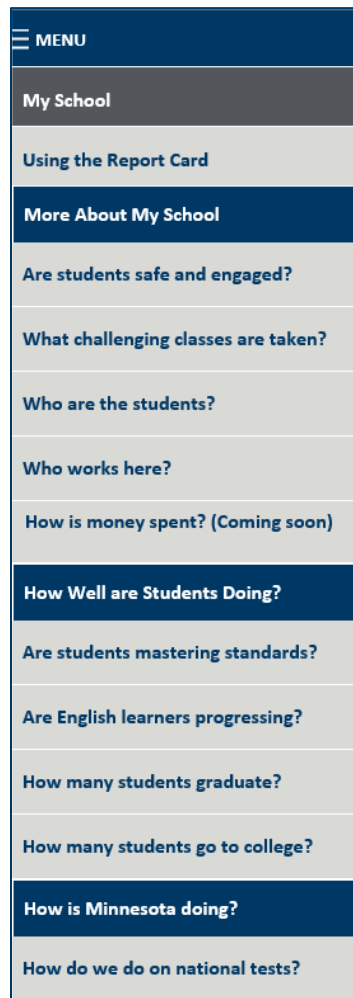 MENU
My School
Using the Report Card
More About My School
Are students safe and engaged?
What challenging classes are taken?
Who are the students?
Who works here?
How is money spent? (Coming soon)
How Well are Students Doing?
Are students mastering standards?
Are English learners progressing?
How many students graduate?
How many students go to college?
How is Minnesota doing?
How do we do on national tests?